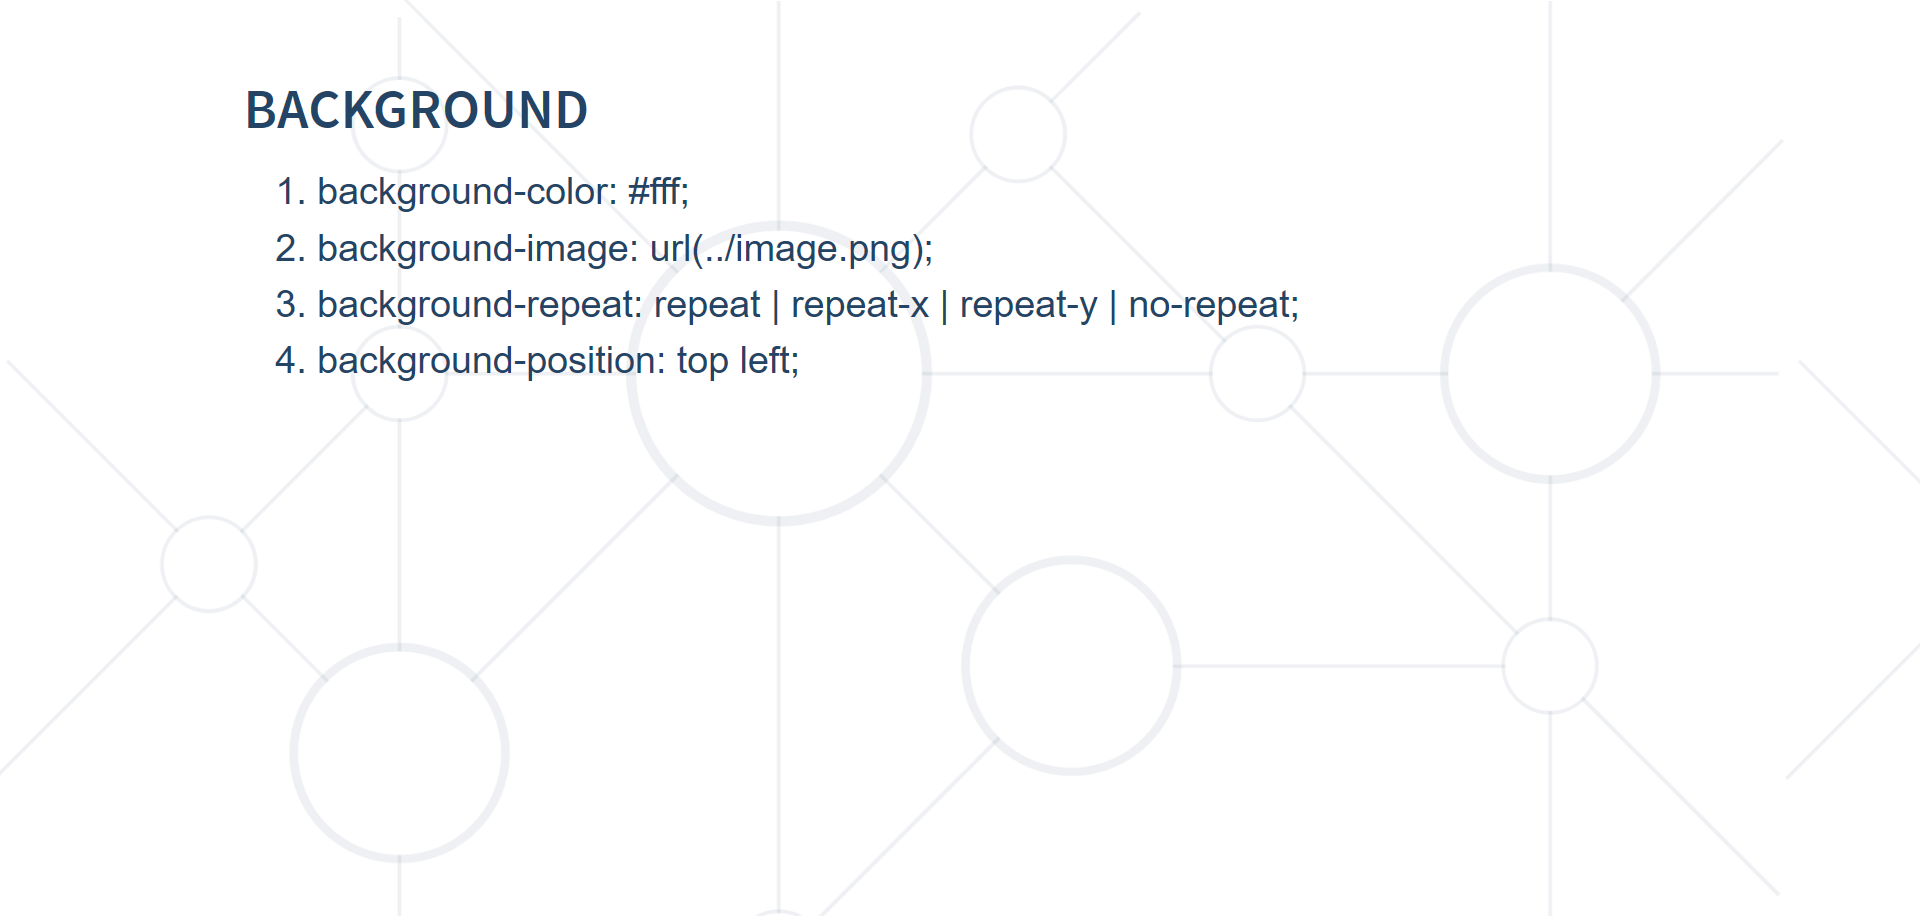 BACKGROUND
1. background-color: #fff;
2. background-image: url(../image.png);
3. background-repeat: repeat | repeat-x | repeat-y | no-repeat;
4. background-position: top left;